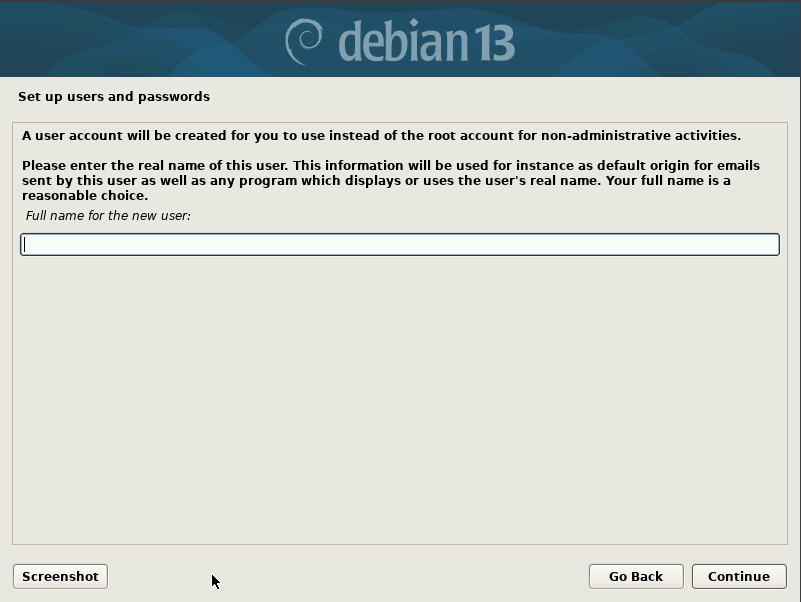 debian 13
Set up users and passwords
A user account will be created for you to use instead of the root account for non-administrative activities.
Please enter the real name of this user. This information will be used for instance as default origin for emails
sent by this user as well as any program which displays or uses the user's real name. Your full name is a
reasonable choice.
Full name for the new user:
Screenshot
Go Back
Continue